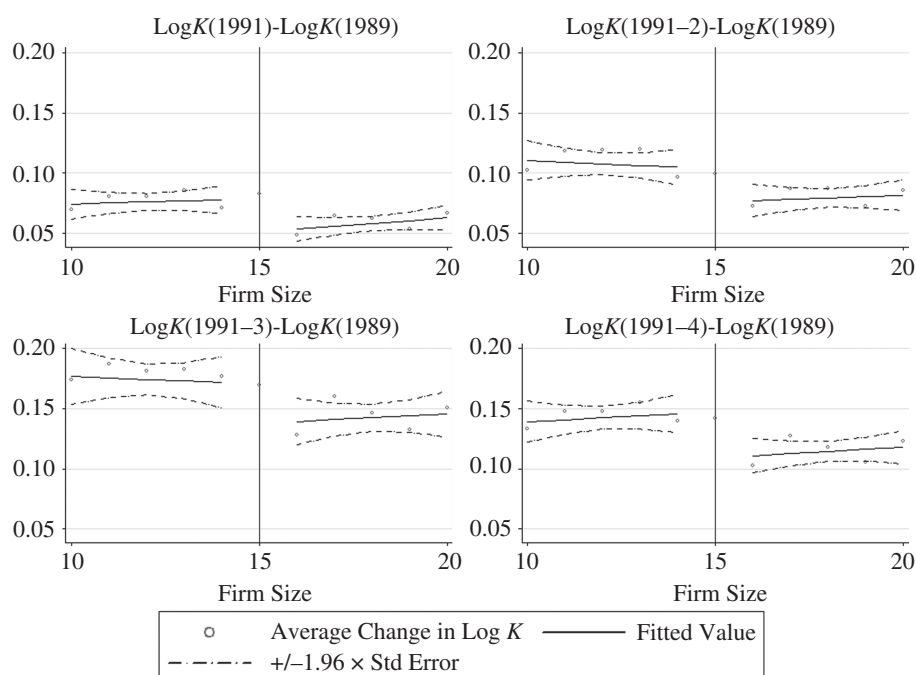 LogK(1991)-LogK(1989)
0.20
0.15
0.10
0.05
10 15 20
Firm Size
LogK(1991–2)-LogK(1989)
0.20
0.15
0.10
0.05
10 15 20
Firm Size
LogK(1991–3)-LogK(1989)
0.20
0.15
0.10
0.05
10 15 20
Firm Size
LogK(1991–4)-LogK(1989)
0.20
0.15
0.10
0.05
10 15 20
Firm Size
Average Change in Log K
Fitted Value
+/–1.96 × Std Error